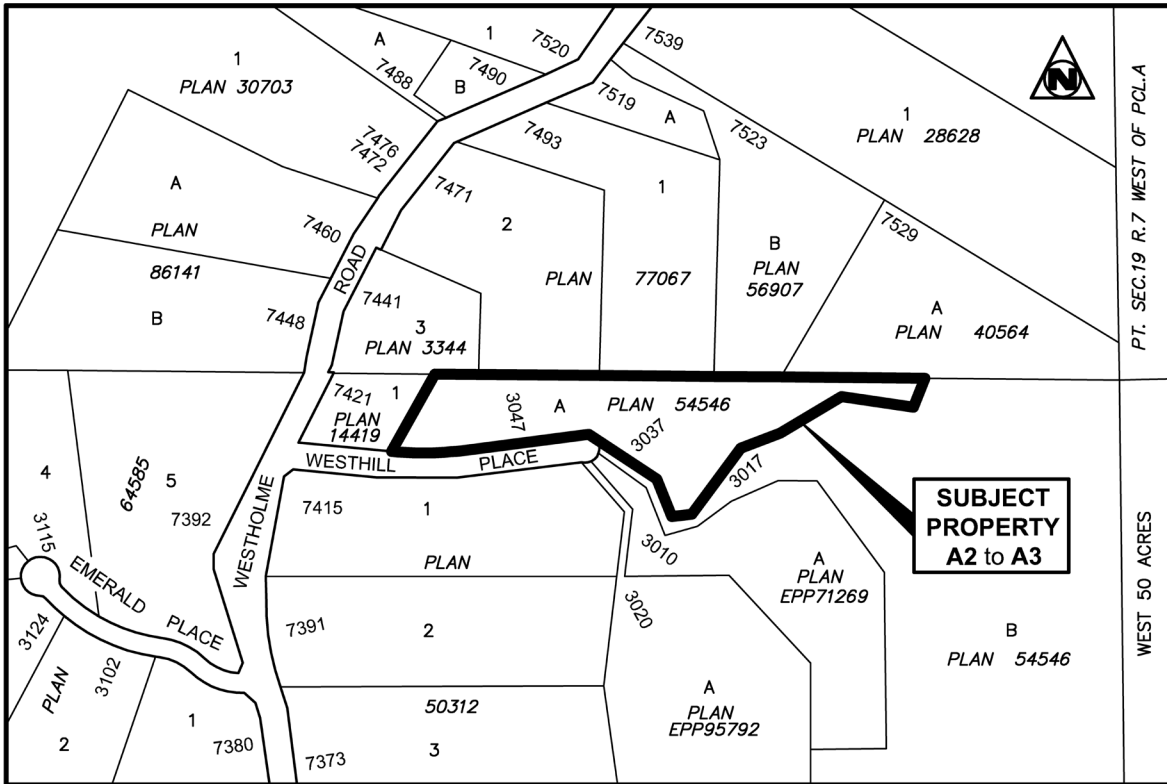 1
PLAN 30703
A
7488
1
7490
B
7520
7539
N
7519
A
7523
1
PLAN 28628
PT. SEC.19 R.7 WEST OF PCL.A
7476
7472
7493
7471
2
1
A
PLAN
86141
B
7460
7448
ROAD
7441
3
PLAN 3344
PLAN
77067
B
PLAN
56907
7529
A
PLAN 40564
7421
1
PLAN
14419
3047
A
PLAN 54546
3037
3017
WESTHILL PLACE
SUBJECT
PROPERTY
A2 to A3
4
64585
5
7392
3115
WESTHOLME
7415
1
PLAN
3010
3020
A
PLAN
EPP71269
B
PLAN 54546
WEST 50 ACRES
EMERALD PLACE
3124
PLAN
2
3102
1
7380
7391
2
50312
3
7373
A
PLAN
EPP95792